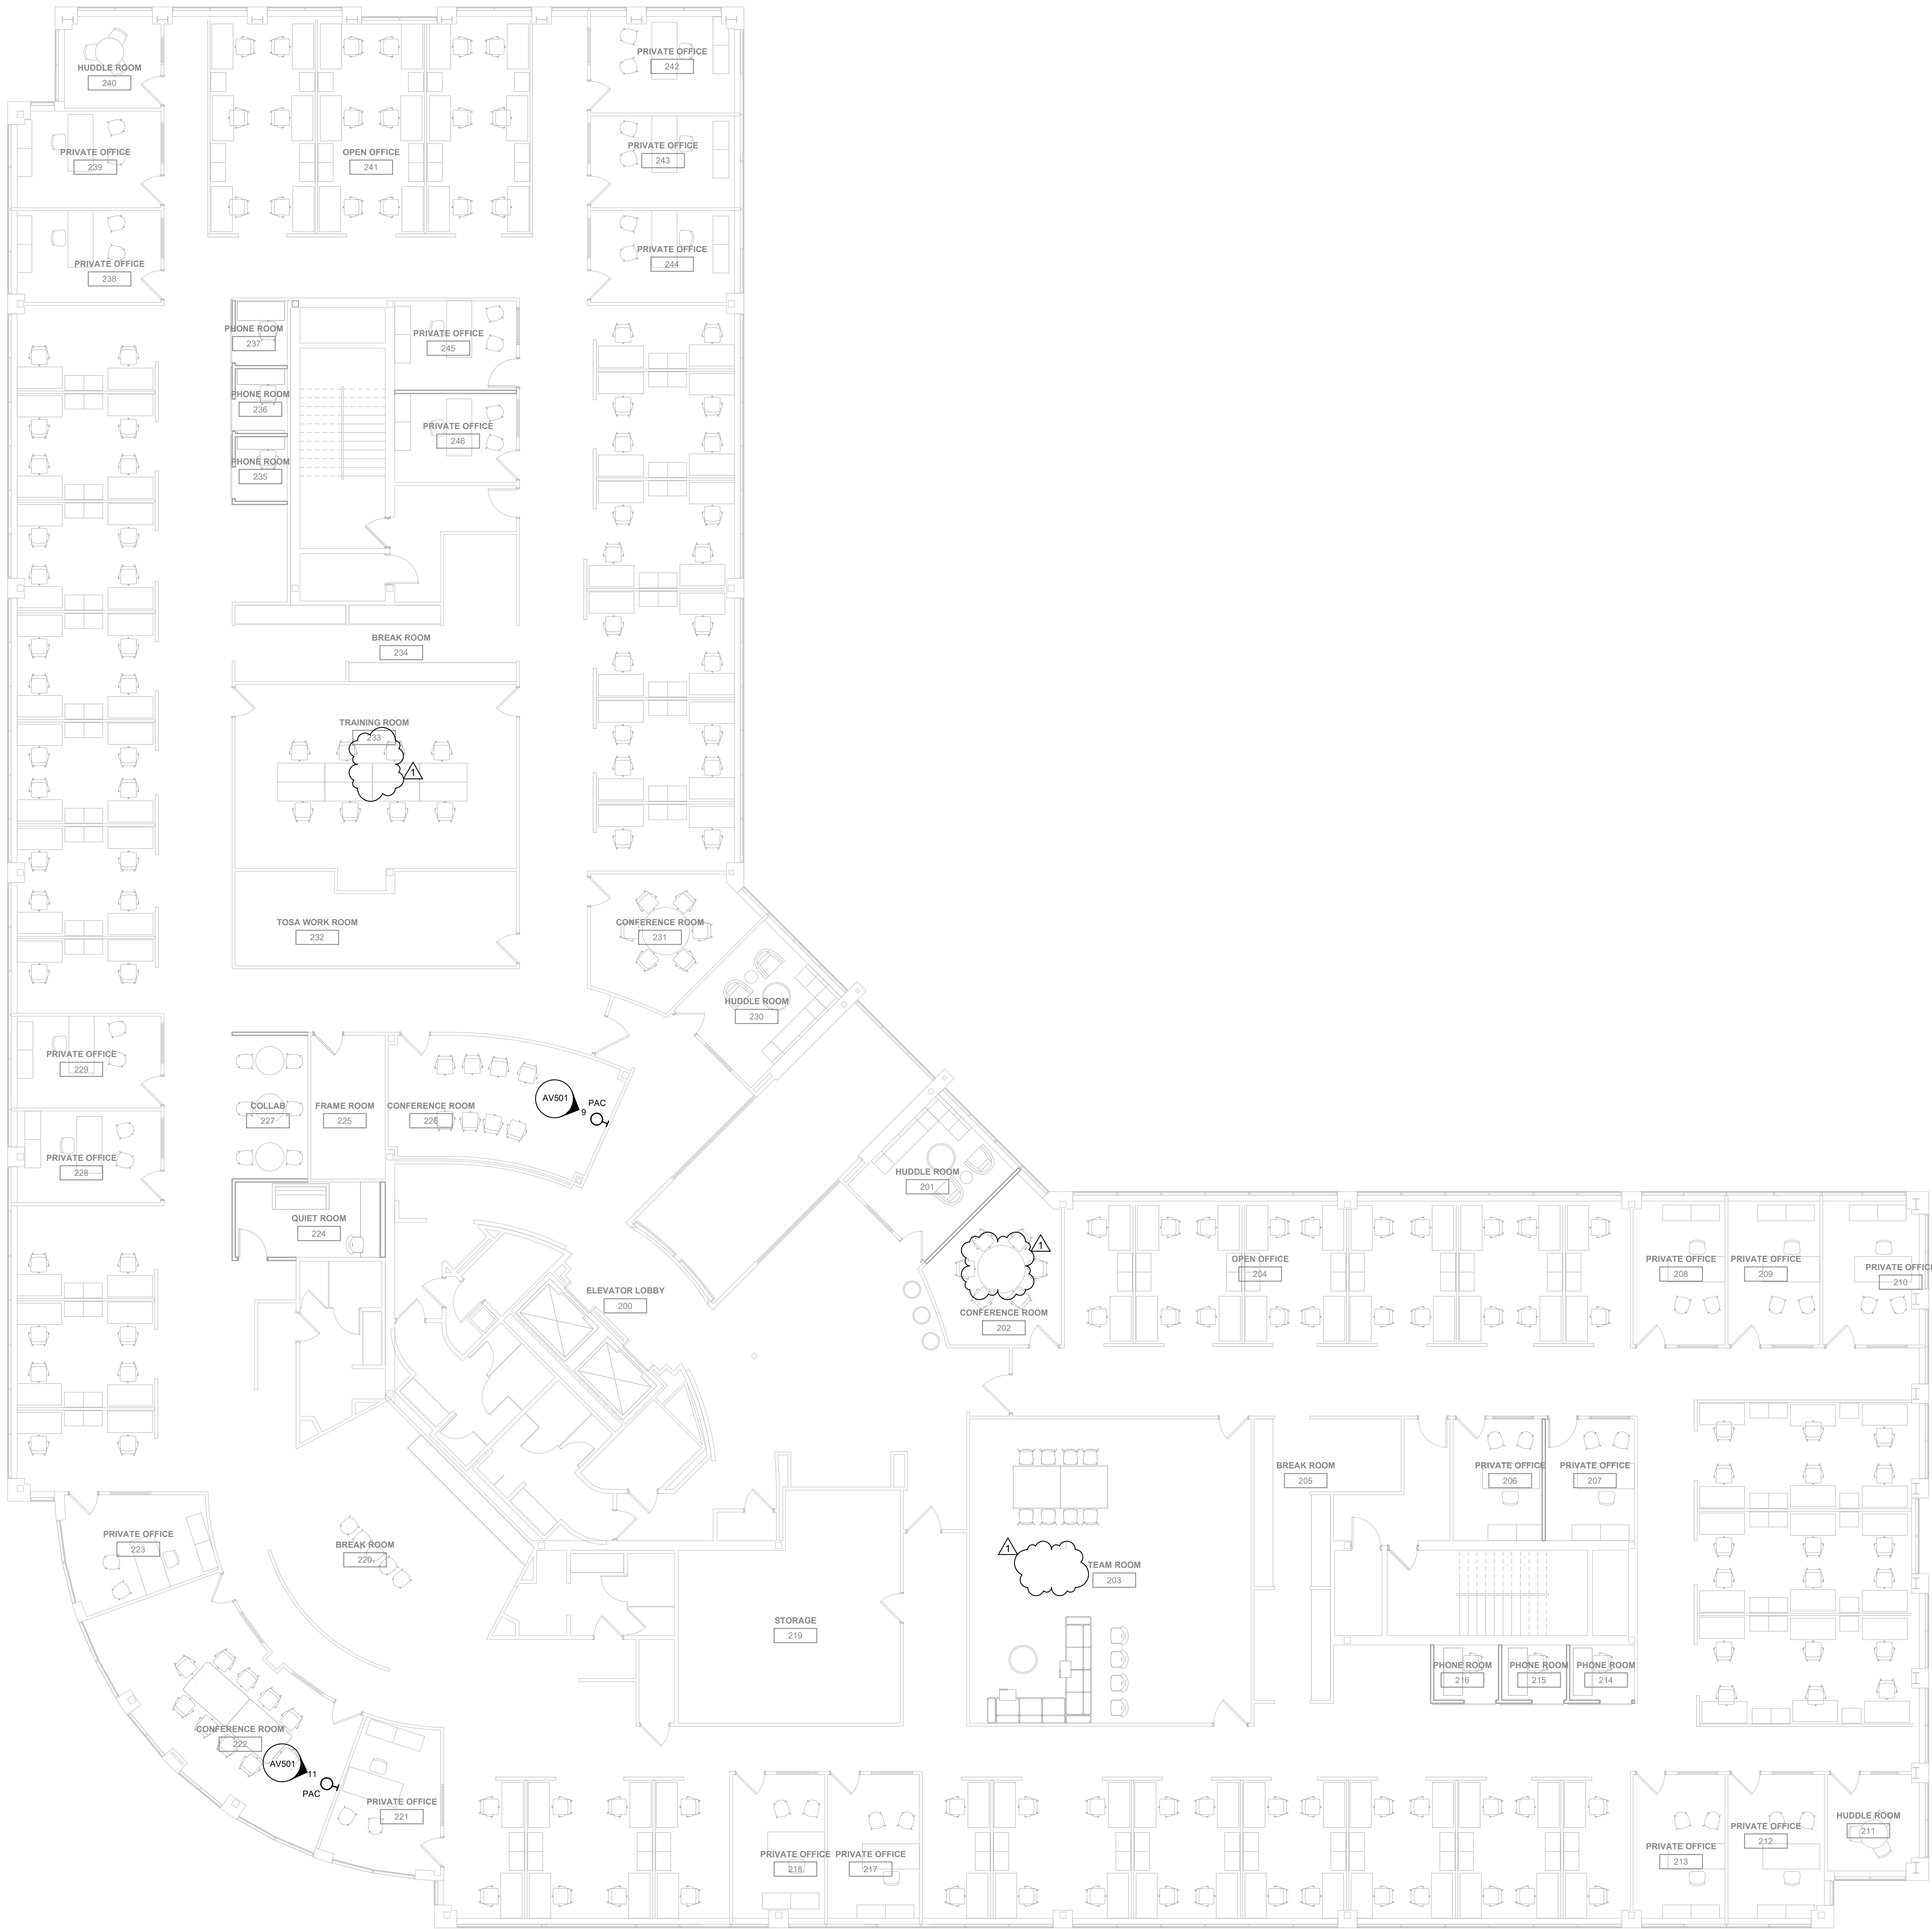 HUDDLE ROOM
240
PRIVATE OFFICE
242
PRIVATE OFFICE
239
OPEN OFFICE
241
PRIVATE OFFICE
243
PRIVATE OFFICE
238
PRIVATE OFFICE
244
PHONE ROOM
237
PRIVATE OFFICE
245
PHONE ROOM
236
PRIVATE OFFICE
246
PHONE ROOM
235
BREAK ROOM
234
TRAINING ROOM
233
1
TOSA WORK ROOM
232
CONFERENCE ROOM
231
HUDDLE ROOM
230
PRIVATE OFFICE
229
COLLAB
227
FRAME ROOM
225
CONFERENCE ROOM
226
AV501
9
PAC
PRIVATE OFFICE
228
HUDDLE ROOM
201
QUIET ROOM
224
1
ELEVATOR LOBBY
200
CONFERENCE ROOM
202
OPEN OFFICE
204
PRIVATE OFFICE
208
PRIVATE OFFICE
209
PRIVATE OFFICE
210
BREAK ROOM
205
PRIVATE OFFICE
206
PRIVATE OFFICE
207
PRIVATE OFFICE
223
BREAK ROOM
220
1
TEAM ROOM
203
STORAGE
219
PHONE ROOM
216
PHONE ROOM
215
PHONE ROOM
214
CONFERENCE ROOM
222
AV501
11
PAC
PRIVATE OFFICE
221
PRIVATE OFFICE
218
PRIVATE OFFICE
217
PRIVATE OFFICE
213
PRIVATE OFFICE
212
HUDDLE ROOM
211